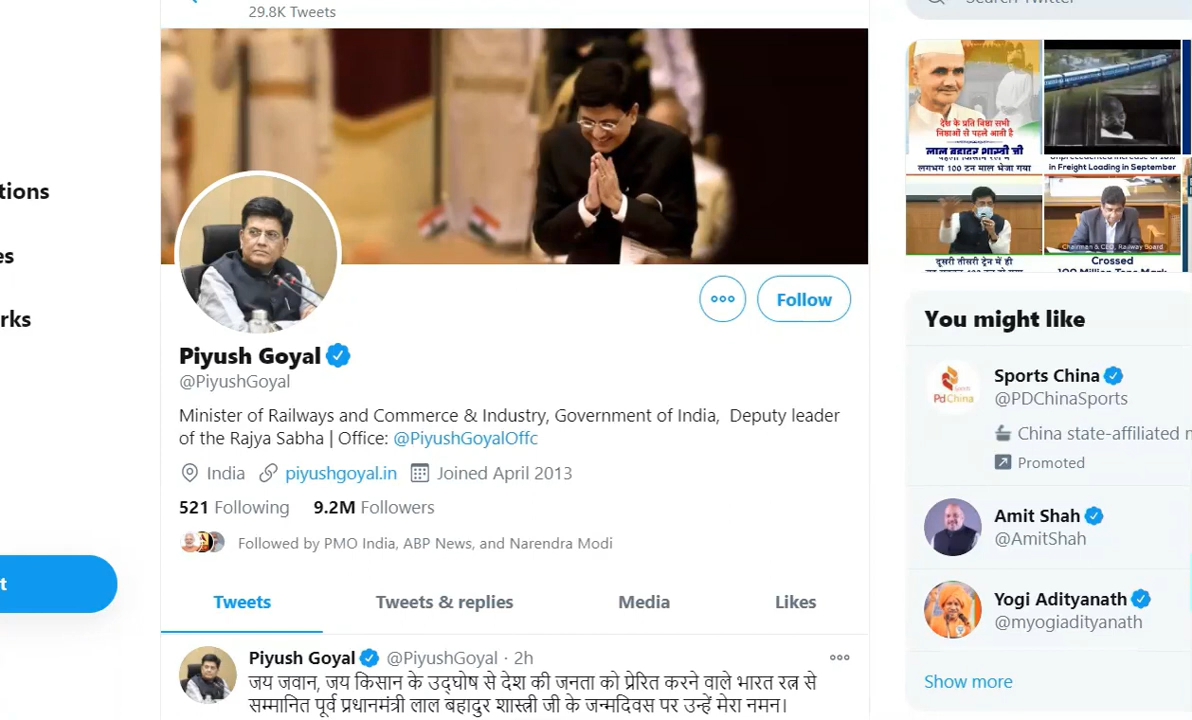 29.8K Tweets
Follow
Piyush Goyal
@PiyushGoyal
Minister of Railways and Commerce & Industry, Government of India, Deputy leader
of the Rajya Sabha | Office: @PiyushGoyalOffc
India piyushgoyal.in Joined April 2013
521 Following 9.2M Followers
Followed by PMO India, ABP News, and Narendra Modi
Tweets Tweets & replies Media Likes
Piyush Goyal @PiyushGoyal · 2h
जय जवान, जय किसान के उद्घोष से देश की जनता को प्रेरित करने वाले भारत रत्न से
सम्मानित पूर्व प्रधानमंत्री लाल बहादुर शास्त्री जी के जन्मदिवस पर उन्हें मेरा नमन।
tions
es
rks
t
Search Twitter
देश के प्रति निष्ठा सभी
निष्ठाओं से पहले आती है
लाल बहादुर शास्त्री जी
लगभग 100 टन माल भेजा गया
in Freight Loading in September
दूसरी तीसरी ट्रेन में ही
Chairman & CEO, Railway Board
Crossed
100 Million Tons Mark
You might like
PdChina
Sports China
@PDChinaSports
China state-affiliated
Promoted
Amit Shah
@AmitShah
Yogi Adityanath
@myogiadityanath
Show more